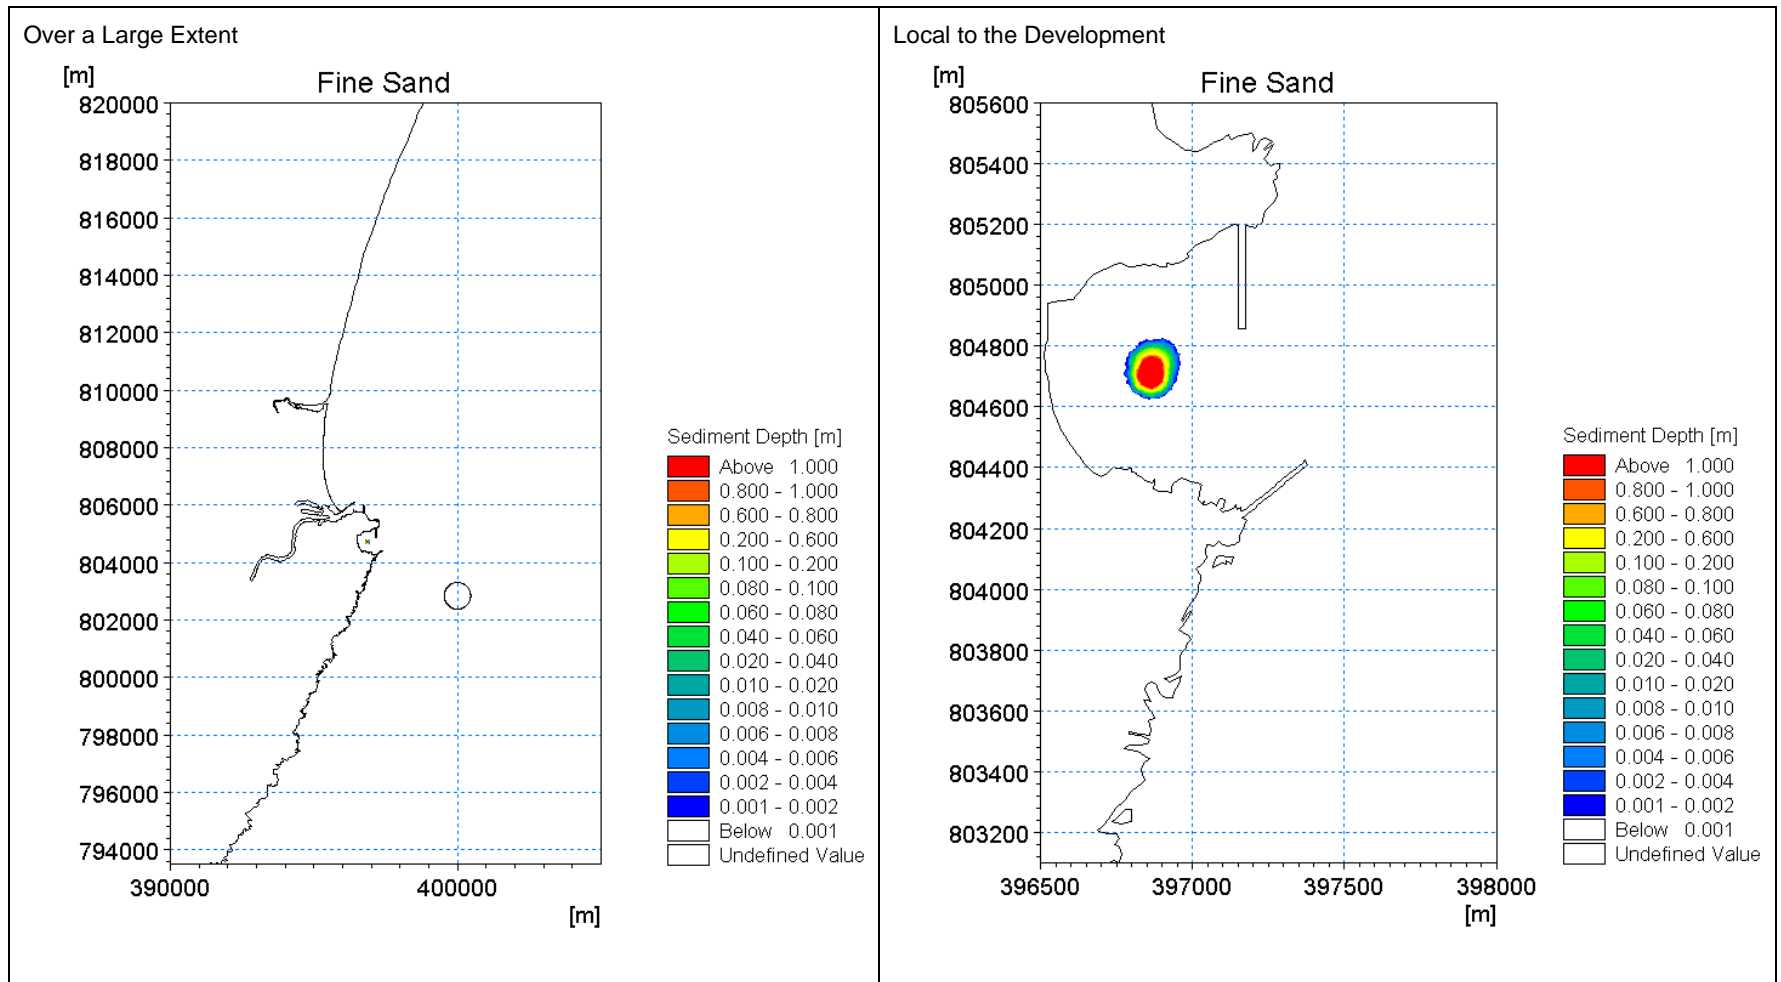 Over a Large Extent
[m]
Fine Sand
820000
818000
816000
814000
812000
810000
808000
806000
804000
802000
800000
798000
796000
794000
390000 400000
[m]
Sediment Depth [m]
Above 1.000
0.800 - 1.000
0.600 - 0.800
0.200 - 0.600
0.100 - 0.200
0.080 - 0.100
0.060 - 0.080
0.040 - 0.060
0.020 - 0.040
0.010 - 0.020
0.008 - 0.010
0.006 - 0.008
0.004 - 0.006
0.002 - 0.004
0.001 - 0.002
Below 0.001
Undefined Value
Local to the Development
[m]
Fine Sand
805600
805400
805200
805000
804800
804600
804400
804200
804000
803800
803600
803400
803200
396500 397000 397500 398000
[m]
Sediment Depth [m]
Above 1.000
0.800 - 1.000
0.600 - 0.800
0.200 - 0.600
0.100 - 0.200
0.080 - 0.100
0.060 - 0.080
0.040 - 0.060
0.020 - 0.040
0.010 - 0.020
0.008 - 0.010
0.006 - 0.008
0.004 - 0.006
0.002 - 0.004
0.001 - 0.002
Below 0.001
Undefined Value